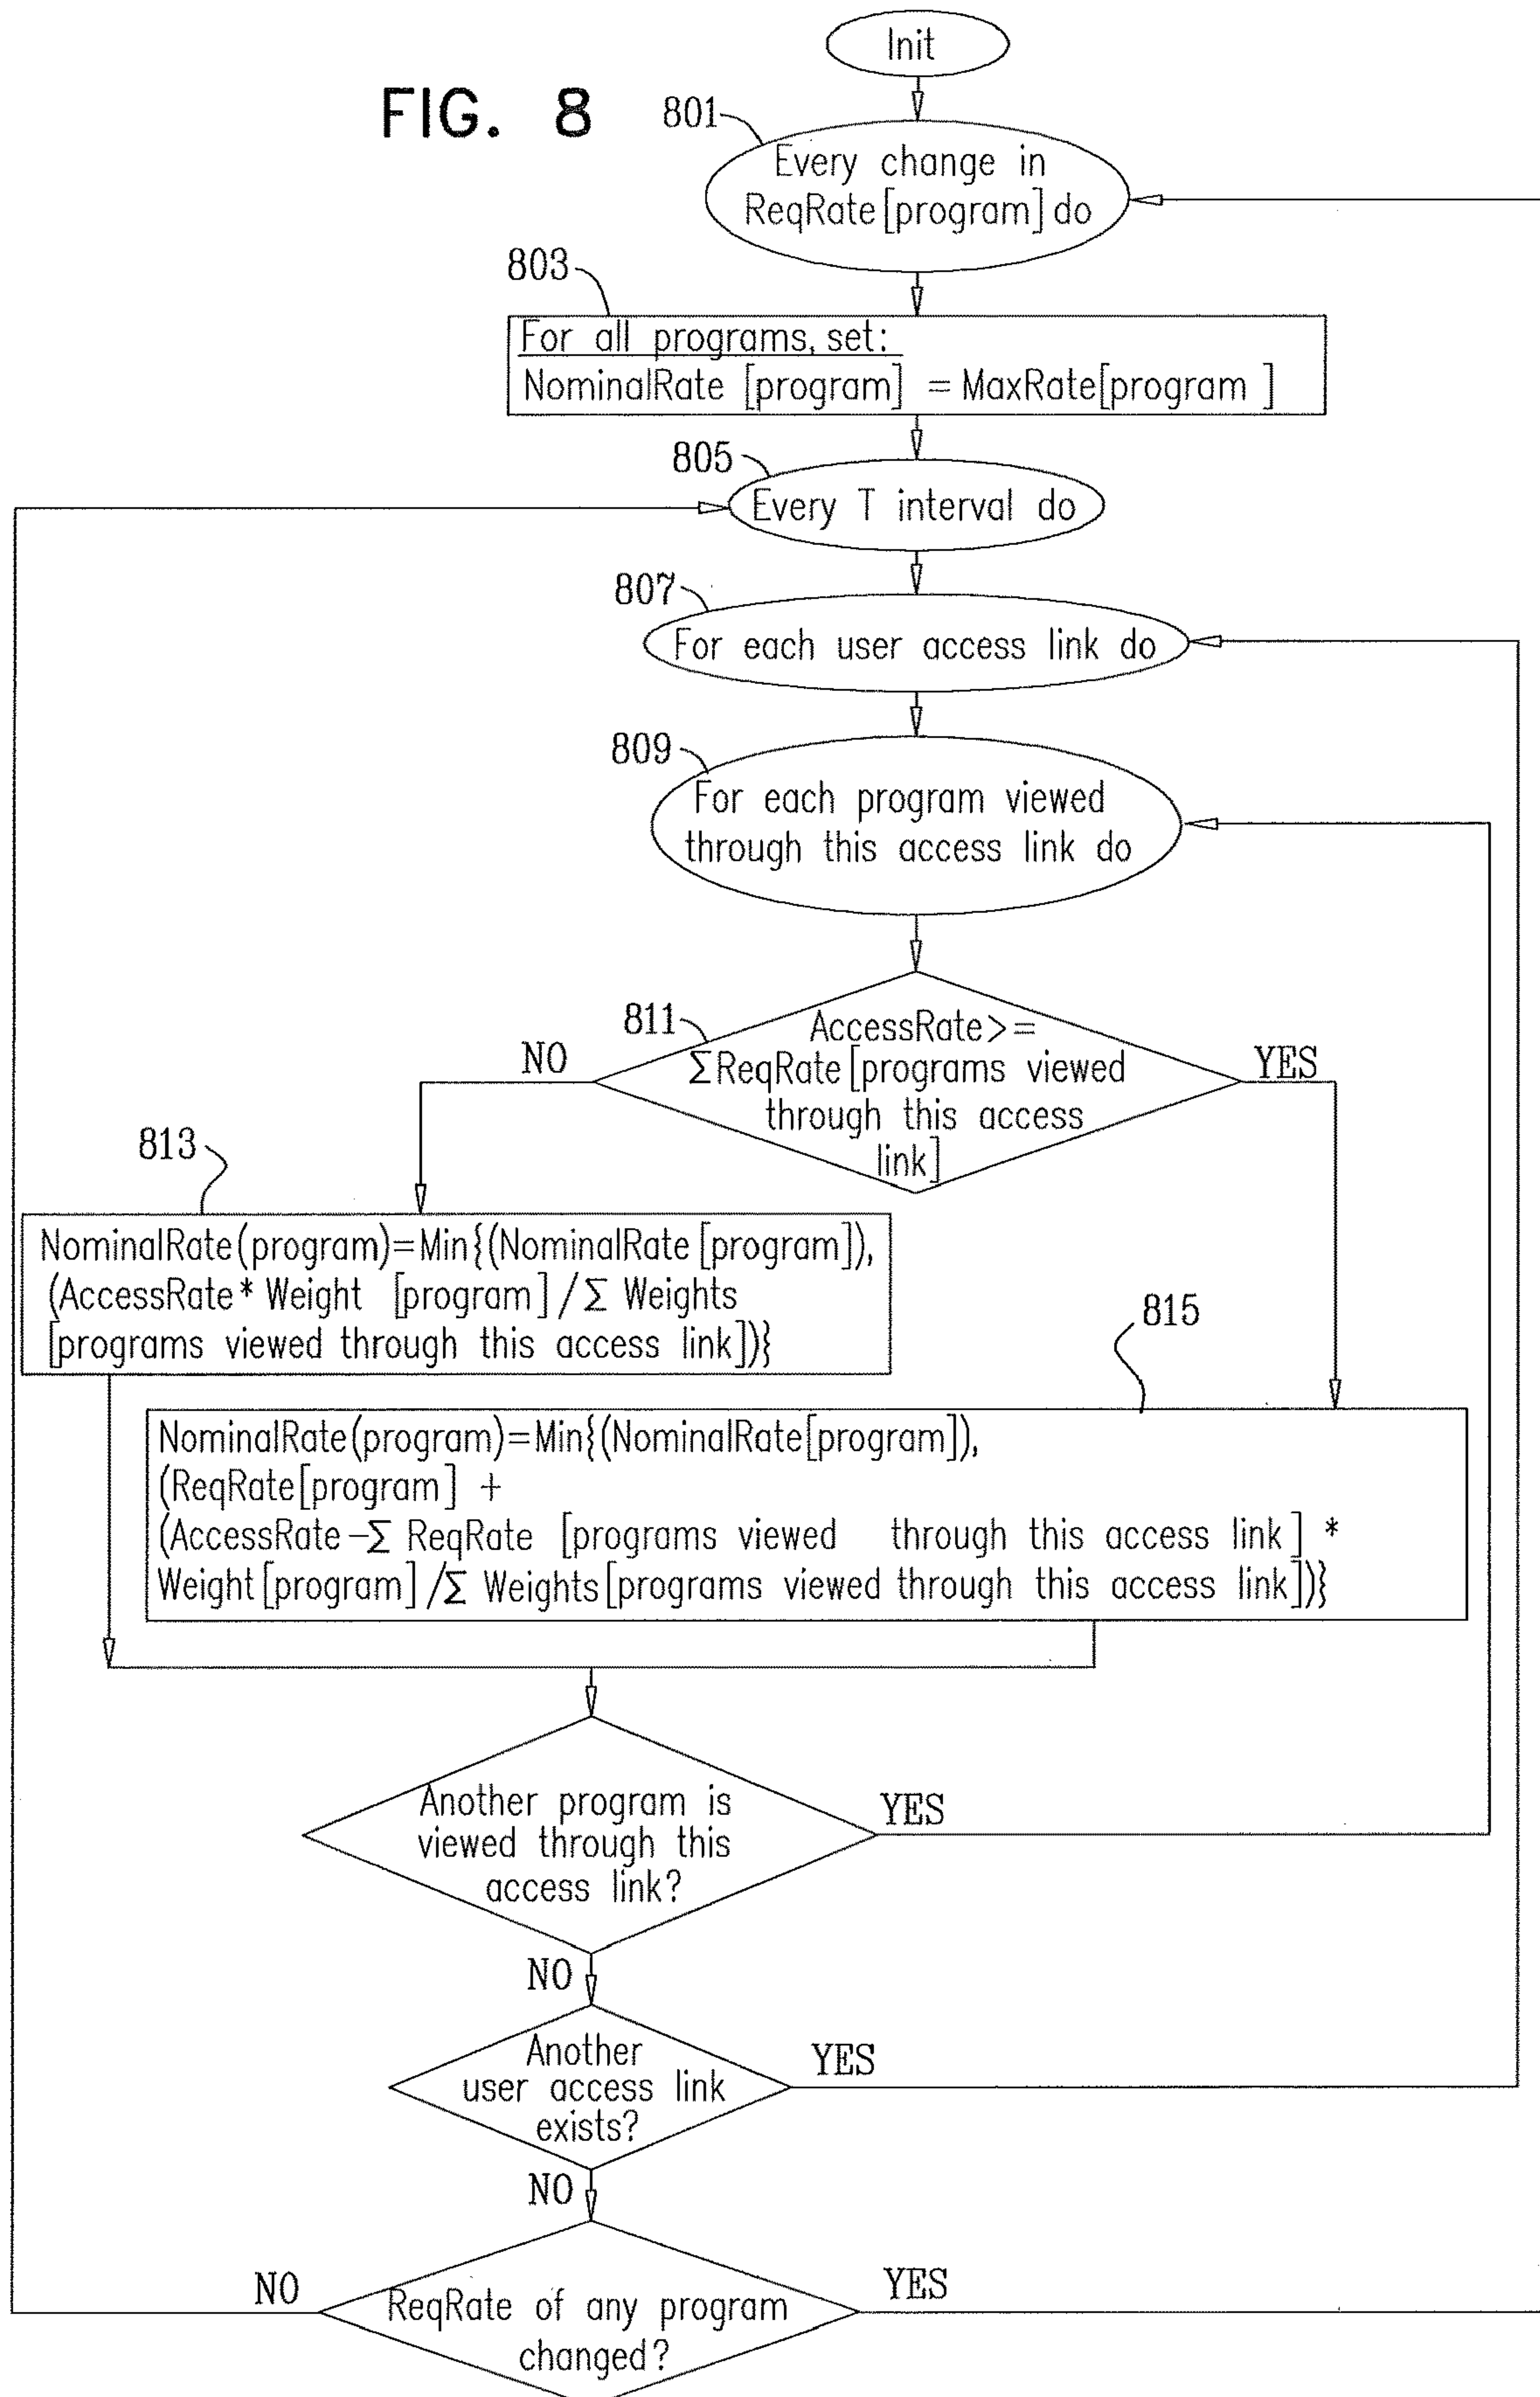 Init
FIG. 8
801
Every change in
ReqRate[program] do
803
For all programs, set:
NominalRate [program] = MaxRate[program ]
805
Every T interval do
807
For each user access link do
809
For each program viewed
through this access link do
811
AccessRate>=
ΣReqRate[programs viewed
through this access
link]
NO
YES
813
NominalRate(program)=Min{(NominalRate[program]),
(AccessRate* Weight [program]/Σ Weights
[programs viewed through this access link])}
815
NominalRate(program)=Min{(NominalRate[program]),
(ReqRate[program] +
(AccessRate-Σ ReqRate [programs viewed through this access link] *
Weight[program]/Σ Weights[programs viewed through this access link])}
Another program is
viewed through this
access link?
YES
NO
Another
user access link
exists?
YES
NO
ReqRate of any program
changed?
NO
YES